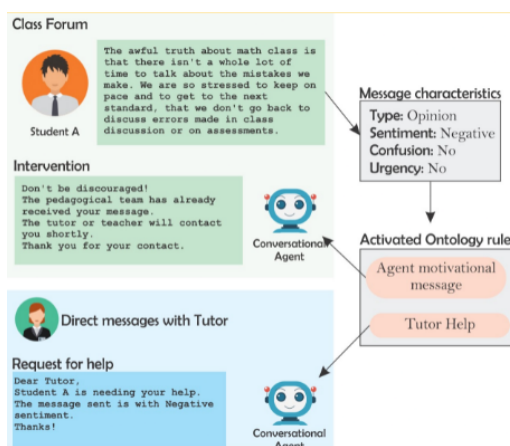 Class Forum
The awful truth about math class is
that there isn't a whole lot of
time to talk about the mistakes we
make. We are so stressed to keep on
pace and to get to the next
standard, that we don't go back to
discuss errors made in class
discussion or on assessments.
Student A
Message characteristics
Type: Opinion
Sentiment: Negative
Confusion: No
Urgency: No
Intervention
Don't be discouraged!
The pedagogical team has already
received your message.
The tutor or teacher will contact
you shortly.
Thank you for your contact.
Conversational
Agent
Activated Ontology rule
Agent motivational
message
Tutor Help
Direct messages with Tutor
Request for help
Dear Tutor,
Student A is needing your help.
The message sent is with Negative
sentiment.
Thanks!
Conversational
Agent